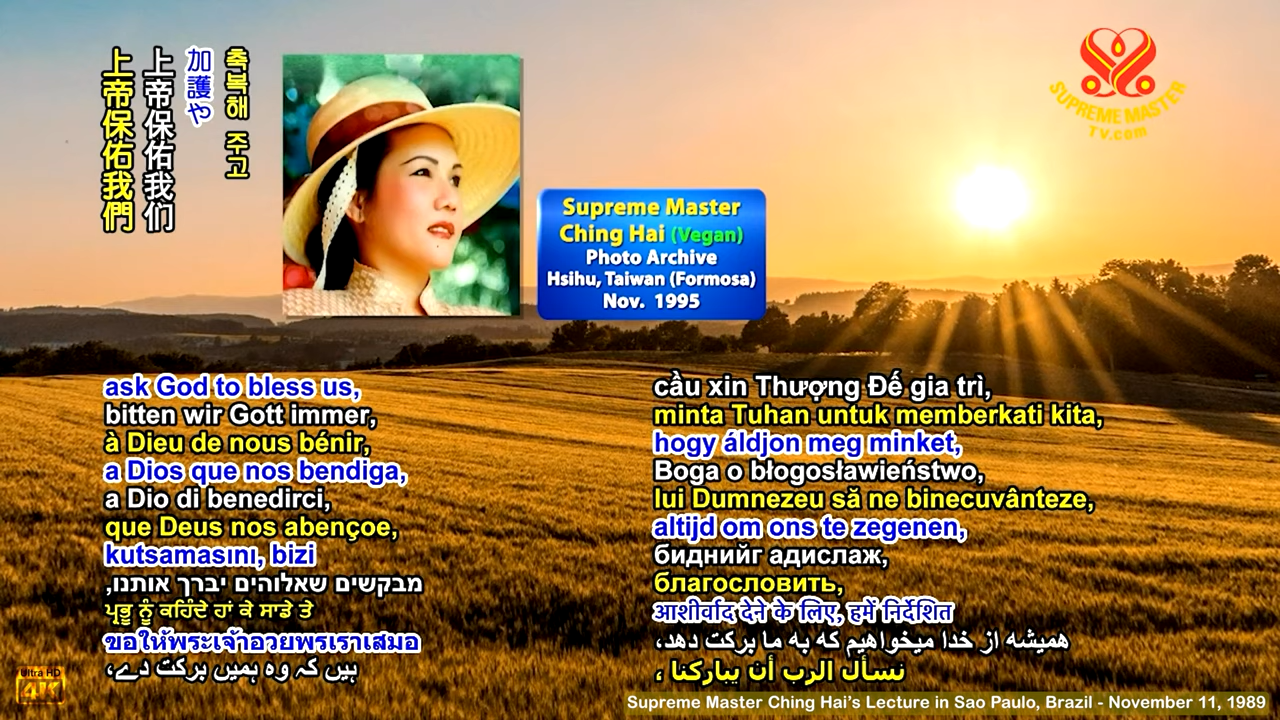 上帝保佑我們
上帝保佑我们
加護や
축복해 주고
SUPREME MASTER
TV.com
Supreme Master
Ching Hai (Vegan)
Photo Archive
Hsihu, Taiwan (Formosa)
Nov. 1995
ask God to bless us,
bitten wir Gott immer,
à Dieu de nous bénir,
a Dios que nos bendiga,
a Dio di benedirci,
que Deus nos abençoe,
kutsamasını, bizi
מבקשים שאלוהים יברך אותנו,
ਪ੍ਰਭੂ ਨੂੰ ਕਹਿੰਦੇ ਹਾਂ ਕੇ ਸਾਡੇ ਤੇ
ขอให้พระเจ้าอวยพรเราเสมอ
ہیں کہ وہ ہمیں برکت دے،
cầu xin Thượng Đế gia trì,
minta Tuhan untuk memberkati kita,
hogy áldjon meg minket,
Boga o błogosławieństwo,
lui Dumnezeu să ne binecuvânteze,
altijd om ons te zegenen,
биднийг адислаж,
благословить,
आशीर्वाद देने के लिए, हमें निर्देशित
همیشه از خدا میخواهیم که به ما برکت دهد،
نسأل الرب أن يباركنا ،
Ultra HD
4K
Supreme Master Ching Hai's Lecture in Sao Paulo, Brazil - November 11, 1989